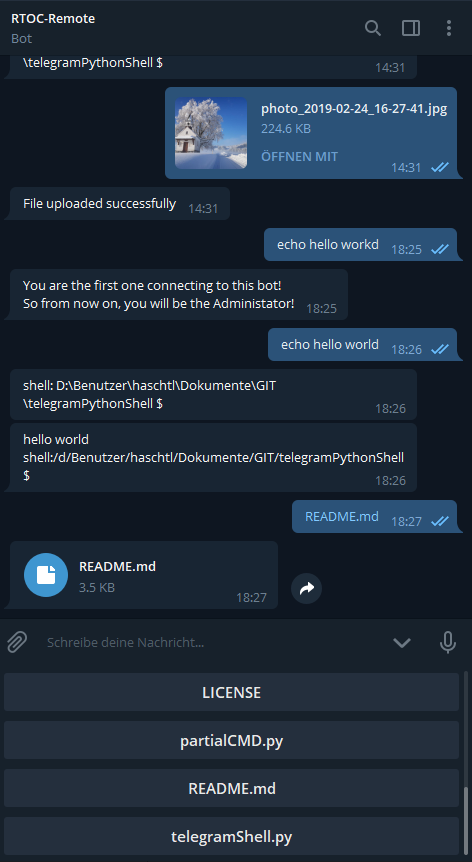 RTOC-Remote
Bot
\telegramPythonShell $
14:31
photo_2019-02-24_16-27-41.jpg
224.6 KB
ÖFFNEN MIT
14:31
File uploaded successfully 14:31
echo hello workd 18:25
You are the first one connecting to this bot!
So from now on, you will be the Administator! 18:25
echo hello world 18:26
shell: D:\Benutzer\haschtl\Dokumente\GIT
\telegramPythonShell $
18:26
hello world
shell:/d/Benutzer/haschtl/Dokumente/GIT/telegramPythonShell
$
18:26
README.md 18:27
README.md
3.5 KB
18:27
Schreibe deine Nachricht...
LICENSE
partialCMD.py
README.md
telegramShell.py